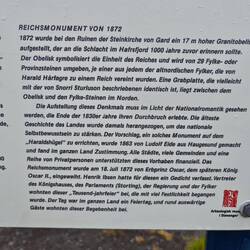 REICHSMONUMENT VON 1872
1872 wurde bei den Ruinen der Steinkirche von Gard ein 17 m hoher Granitobelis
aufgestellt, der an die Schlacht im Hafrsfjord 1000 Jahre zuvor erinnern sollte.
Der Obelisk symbolisiert die Einheit des Reiches und wird von 29 Fylke- oder
Provinzsteinen umgeben, je einer aus jedem der altnordischen Fylker, die von
Harald Hårfagre zu einem Reich vereint wurden. Eine Grabplatte, die vielleicht
mit der von Snorri Sturluson beschriebenen identisch ist, liegt zwischen dem
Obelisk und den Fylke-Steinen im Norden.
Die Aufstellung dieses Denkmals muss im Licht der Nationalromantik gesehen
werden, die Ende der 1830er Jahre ihren Durchbruch erlebte. Die älteste
Geschichte des Landes wurde damals herangezogen, um das nationale
Selbstbewusstsein zu stärken. Der Vorschlag, ein solches Monument auf dem
"Haraldshügel" zu errichten, wurde 1863 von Ludolf Eide aus Haugesund gemacht
und fand im ganzen Land Zustimmung. Alle Städte, viele Gemeinden und eine
Reihe von Privatpersonen unterstützten dieses Vorhaben finanziell. Das
Reichsmonument wurde am 18. Juli 1872 von Erbprinz Oscar, dem späteren König
Oscar II., eingeweiht. Henrik Ibsen hatte für diesen ein Gedicht verfasst. Vertreter
des Königshauses, des Parlaments (Storting), der Regierung und der Fylker
wohnten dieser „Tausend-jahrfeier" bei, die mit viel Festlichkeit begangen
wurde. Der Tag war im ganzen Land ein Feiertag, und rund auswärtige
Gäste wohnten dieser Begebenheit bei.
Arkeologisk mus
i Stavanger